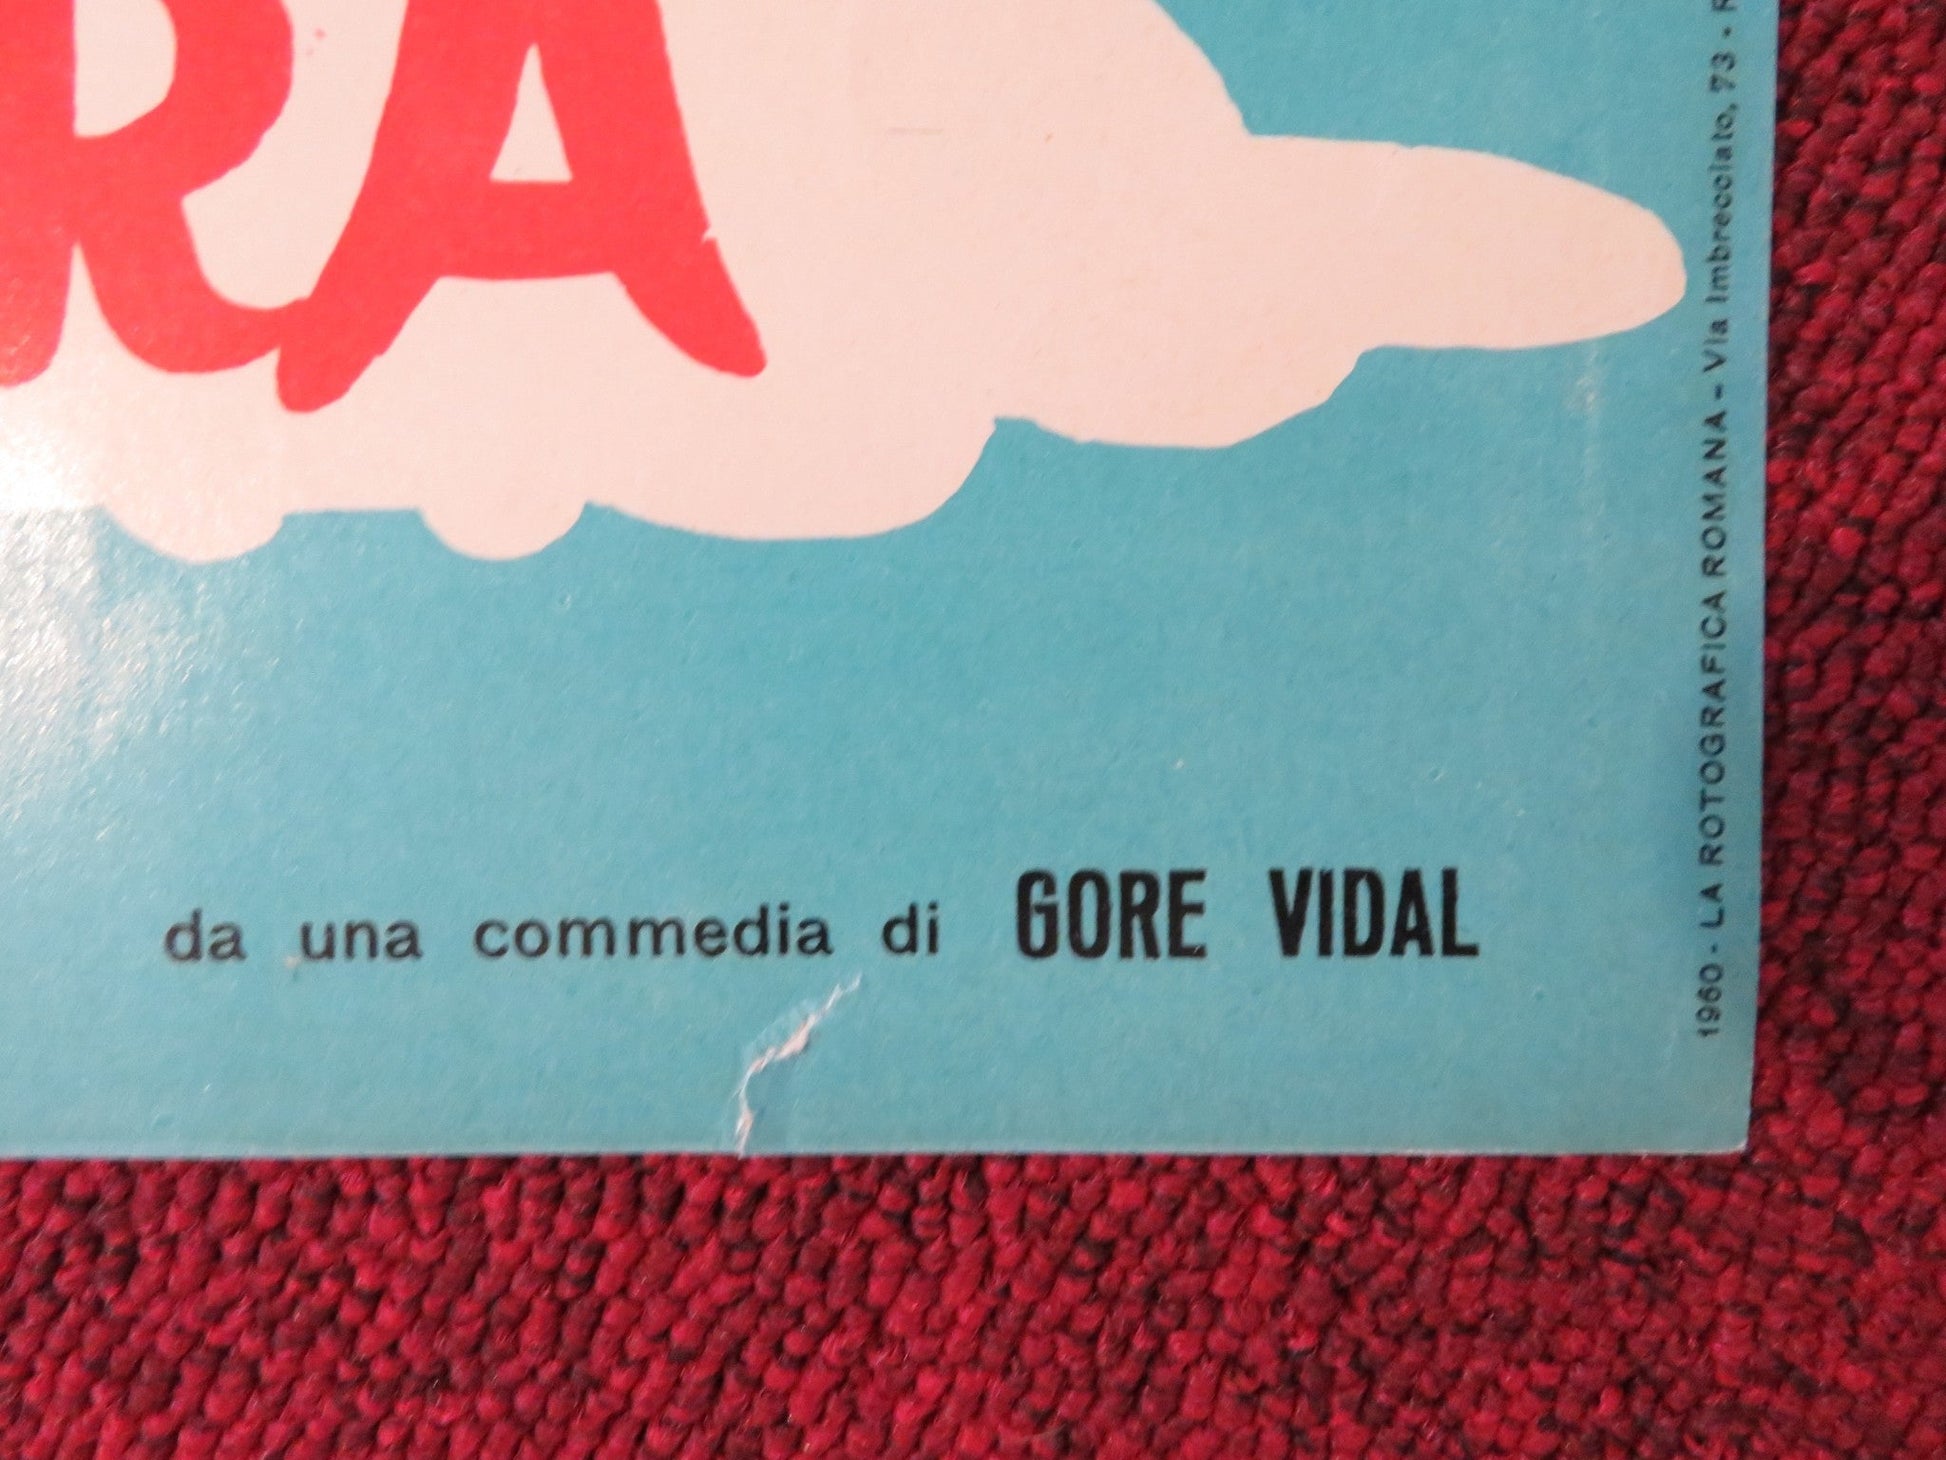 RA
da una commedia di GORE VIDAL
1960 - LA ROTOGRAFICA ROMANA - Via Imbrecciato, 73 - R